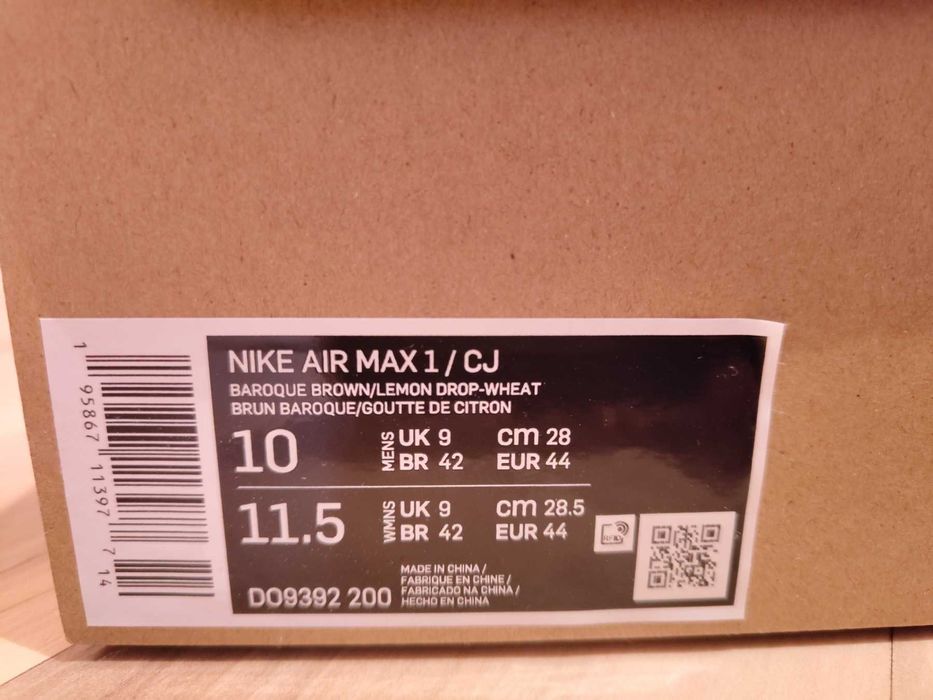 NIKE AIR MAX 1 / CJ
BAROQUE BROWN/LEMON DROP-WHEAT
BRUN BAROQUE/GOUTTE DE CITRON
10 MENS UK 9 cm 28
BR 42 EUR 44
11.5 WMNS UK 9 cm 28.5
BR 42 EUR 44
RFID
DO9392 200
MADE IN CHINA /
FABRIQUE EN CHINE /
FABRICADO NA CHINA /
HECHO EN CHINA
1 95867 11397 7 14